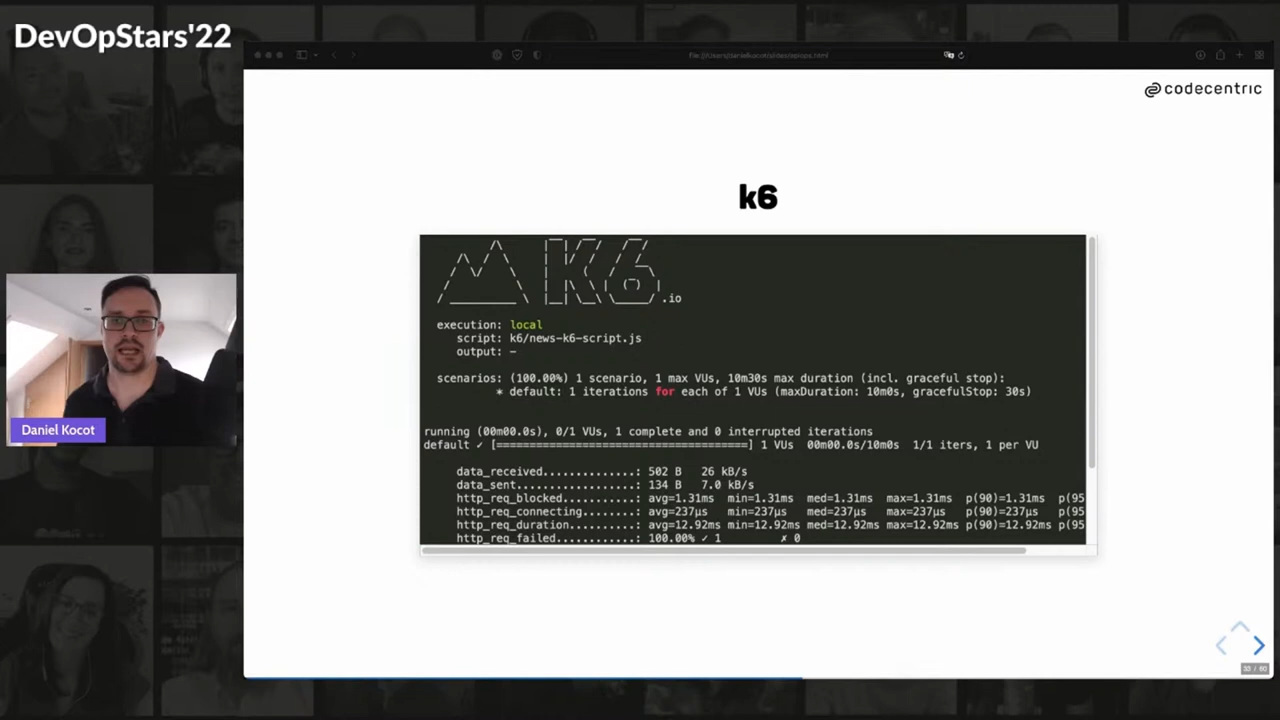 DevOpStars'22
codecentric
k6
.io
execution: local
script: k6/news-k6-script.js
output: -
scenarios: (100.00%) 1 scenario, 1 max VUs, 10m30s max duration (incl. graceful stop):
* default: 1 iterations for each of 1 VUs (maxDuration: 10m0s, gracefulStop: 30s)
running (00m00.0s), 0/1 VUs, 1 complete and 0 interrupted iterations
default ✓ [======================================] 1 VUs  00m00.0s/10m0s  1/1 iters, 1 per VU
data_received..............: 502 B  26 kB/s
data_sent..................: 134 B  7.0 kB/s
http_req_blocked...........: avg=1.31ms  min=1.31ms  med=1.31ms  max=1.31ms  p(90)=1.31ms  p(95
http_req_connecting........: avg=237µs  min=237µs  med=237µs  max=237µs  p(90)=237µs  p(95
http_req_duration..........: avg=12.92ms min=12.92ms med=12.92ms max=12.92ms p(90)=12.92ms p(95
http_req_failed............: 100.00% ✓ 1  ✗ 0
Daniel Kocot
33 / 60